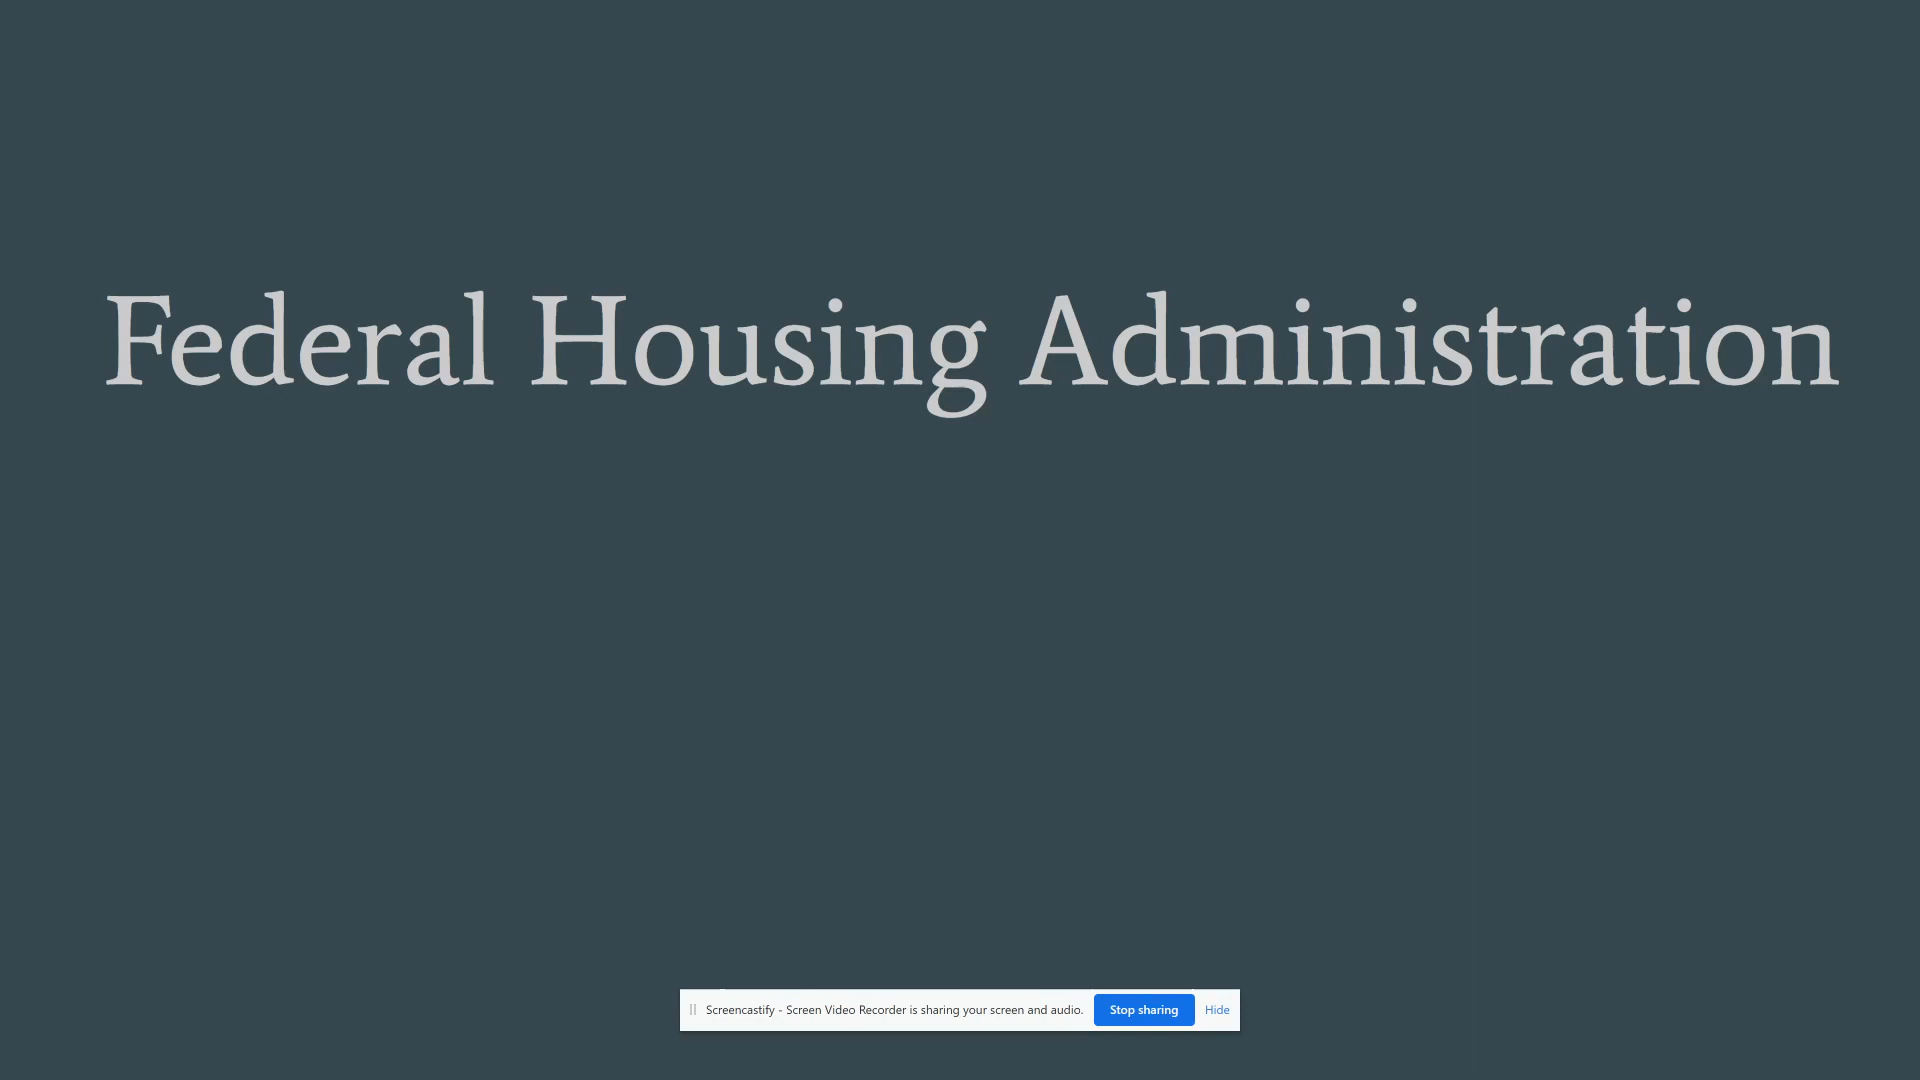 Federal Housing Administration
Screencastify - Screen Video Recorder is sharing your screen and audio. Stop sharing Hide